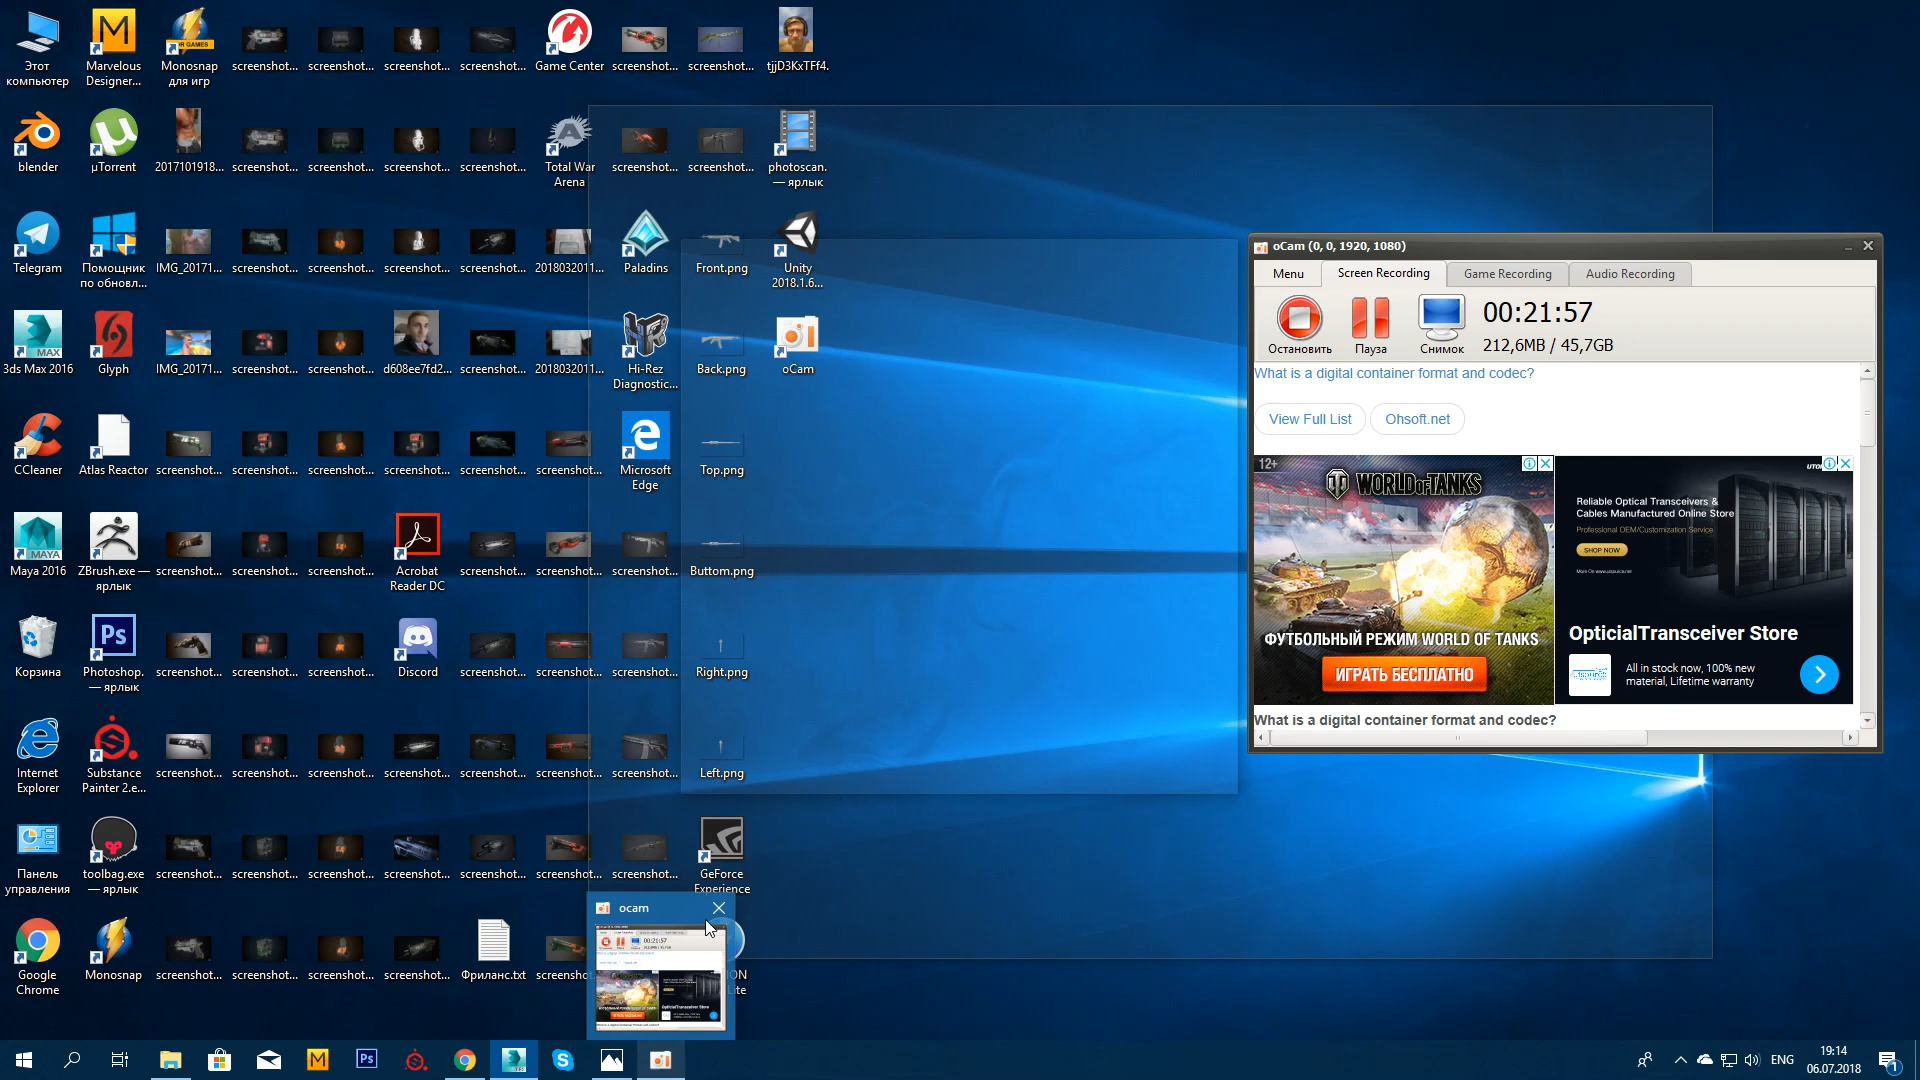 Этот
компьютер
Marvelous
Designer...
Monosnap
для игр
screenshot...
screenshot...
screenshot...
screenshot...
Game Center
screenshot...
screenshot...
tjjD3KxTFf4.
blender
µTorrent
2017101918...
screenshot...
screenshot...
screenshot...
screenshot...
Total War
Arena
screenshot...
screenshot...
photoscan.
— ярлык
Telegram
Помощник
по обновл...
IMG_20171...
screenshot...
screenshot...
screenshot...
screenshot...
2018032011...
Paladins
Front.png
Unity
2018.1.6...
3ds Max 2016
Glyph
IMG_20171...
screenshot...
screenshot...
d608ee7fd2...
screenshot...
2018032011...
Hi-Rez
Diagnostic...
Back.png
oCam
CCleaner
Atlas Reactor
screenshot...
screenshot...
screenshot...
screenshot...
screenshot...
screenshot...
Microsoft
Edge
Top.png
Maya 2016
ZBrush.exe —
ярлык
screenshot...
screenshot...
screenshot...
Acrobat
Reader DC
screenshot...
screenshot...
screenshot...
Buttom.png
Корзина
Photoshop.
— ярлык
screenshot...
screenshot...
screenshot...
Discord
screenshot...
screenshot...
screenshot...
Right.png
Internet
Explorer
Substance
Painter 2.e...
screenshot...
screenshot...
screenshot...
screenshot...
screenshot...
screenshot...
screenshot...
Left.png
Панель
управления
toolbag.exe
— ярлык
screenshot...
screenshot...
screenshot...
screenshot...
screenshot...
screenshot...
screenshot...
GeForce
Experience
Google
Chrome
Monosnap
screenshot...
screenshot...
screenshot...
screenshot...
Фриланс.txt
screenshot
ION
Lite
oCam (0, 0, 1920, 1080)
Menu
Screen Recording
Game Recording
Audio Recording
Остановить
Пауза
Снимок
00:21:57
212,6MB / 45,7GB
What is a digital container format and codec?
View Full List
Ohsoft.net
12+
WORLD OF TANKS
ФУТБОЛЬНЫЙ РЕЖИМ WORLD OF TANKS
ИГРАТЬ БЕСПЛАТНО
Reliable Optical Transceivers &
Cables Manufactured Online Store
Professional OEM/Customization Service
SHOP NOW
OpticialTransceiver Store
All in stock now, 100% new
material, Lifetime warranty
What is a digital container format and codec?
ocam
00:21:57
ENG
19:14
06.07.2018
1